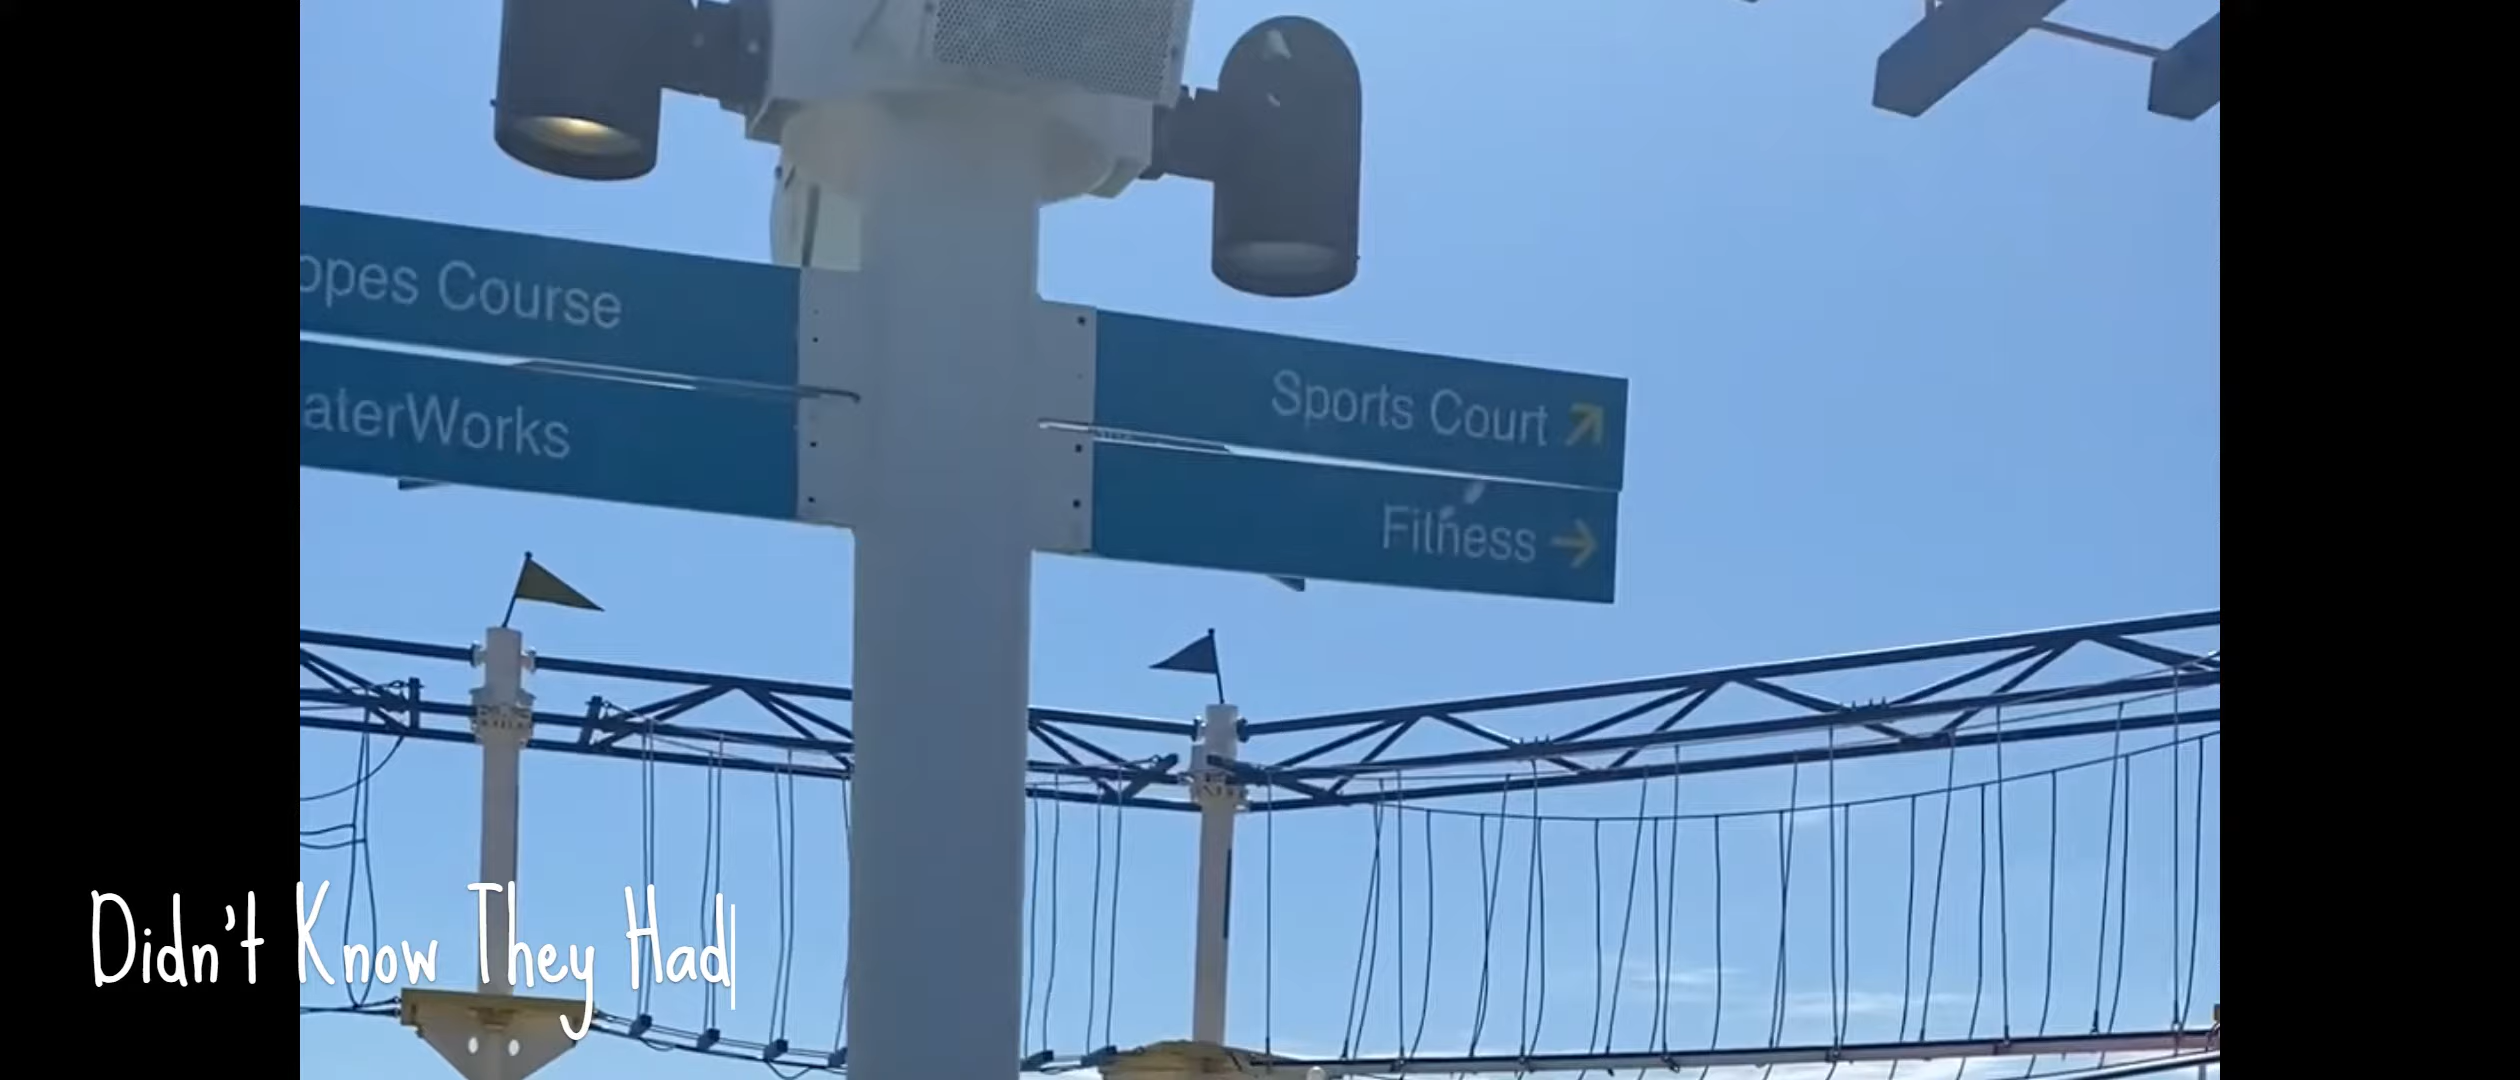 opes Course
aterWorks
Sports Court
Fitness
Didn't Know They Had